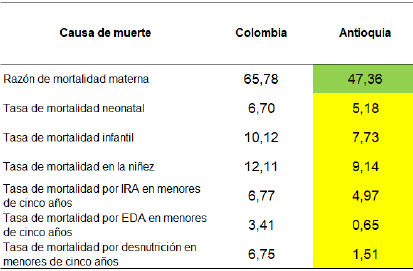 Causa de muerte Colombia Antioquia
Razón de mortalidad materna 65,78 47,36
Tasa de mortalidad neonatal 6,70 5,18
Tasa de mortalidad infantil 10,12 7,73
Tasa de mortalidad en la niñez 12,11 9,14
Tasa de mortalidad por IRA en menores
de cinco años 6,77 4,97
Tasa de mortalidad por EDA en menores
de cinco años 3,41 0,65
Tasa de mortalidad por desnutrición en
menores de cinco años 6,75 1,51